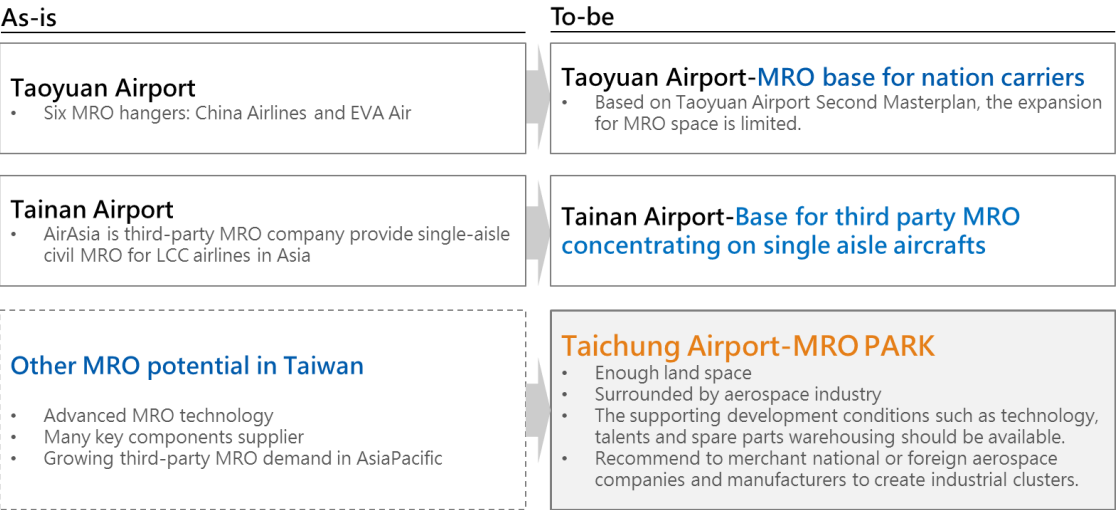 As-is
To-be
Taoyuan Airport
• Six MRO hangers: China Airlines and EVA Air
Taoyuan Airport-MRO base for nation carriers
• Based on Taoyuan Airport Second Masterplan, the expansion
for MRO space is limited.
Tainan Airport
• AirAsia is third-party MRO company provide single-aisle
civil MRO for LCC airlines in Asia
Tainan Airport-Base for third party MRO
concentrating on single aisle aircrafts
Other MRO potential in Taiwan
• Advanced MRO technology
• Many key components supplier
• Growing third-party MRO demand in AsiaPacific
Taichung Airport-MRO PARK
• Enough land space
• Surrounded by aerospace industry
• The supporting development conditions such as technology,
talents and spare parts warehousing should be available.
• Recommend to merchant national or foreign aerospace
companies and manufacturers to create industrial clusters.